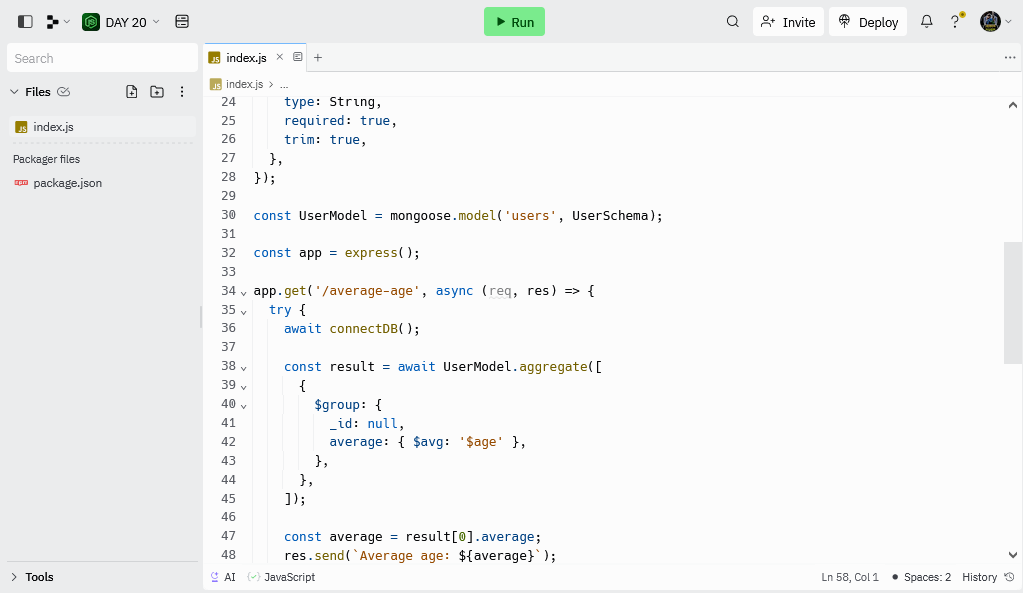 DAY 20
Run
Invite
Deploy
?
Search
index.js
Files
index.js
index.js > ...
Packager files
package.json
24 type: String,
25 required: true,
26 trim: true,
27 },
28 });
29
30 const UserModel = mongoose.model('users', UserSchema);
31
32 const app = express();
33
34 app.get('/average-age', async (req, res) => {
35 try {
36 await connectDB();
37
38 const result = await UserModel.aggregate([
39 {
40 $group: {
41 _id: null,
42 average: { $avg: '$age' },
43 },
44 },
45 ]);
46
47 const average = result[0].average;
48 res.send(`Average age: ${average}`);
Tools
AI
JavaScript
Ln 58, Col 1
Spaces: 2
History